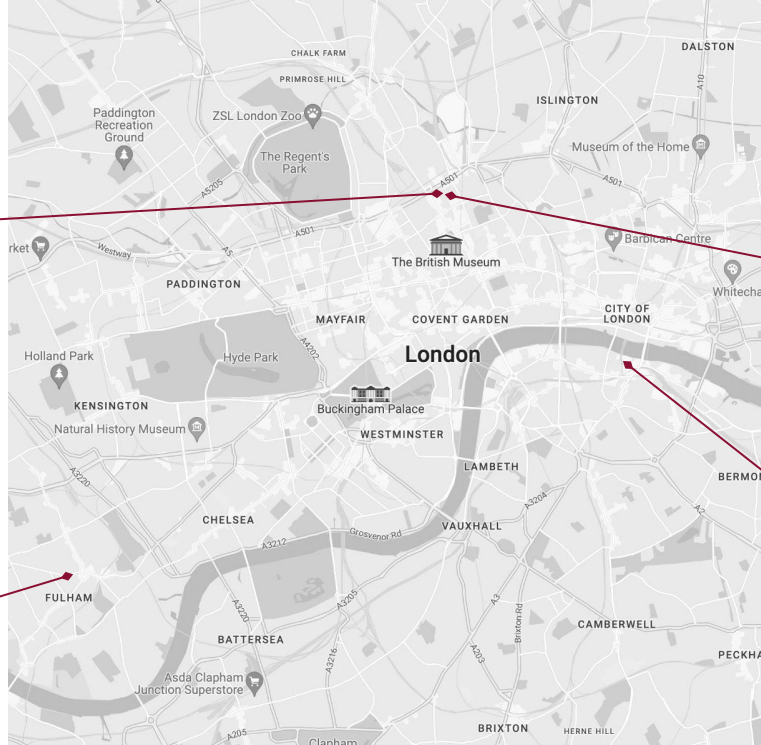 DALSTON
CHALK FARM
PRIMROSE HILL
A10
ISLINGTON
Paddington
Recreation
Ground
ZSL London Zoo
Museum of the Home
The Regent's
Park
A501
A501
A5205
A501
rket
Westway
A5
Barbican Centre
The British Museum
PADDINGTON
Whitecha
MAYFAIR
COVENT GARDEN
CITY OF
LONDON
A4202
London
Holland Park
Hyde Park
KENSINGTON
Buckingham Palace
Natural History Museum
WESTMINSTER
LAMBETH
A3220
BERMO
A3204
A2
CHELSEA
VAUXHALL
Grosvenor Rd
A3212
FULHAM
A3220
A3205
A3
Brixton Rd
CAMBERWELL
BATTERSEA
A3216
A203
PECKHA
Asda Clapham
Junction Superstore
A205
Clapham
BRIXTON
HERNE HILL